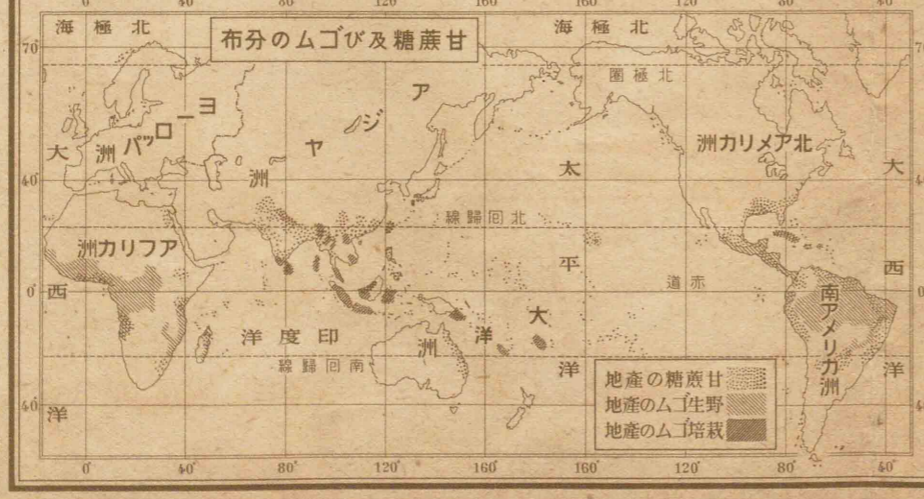 甘蔗糖及びゴムの分布
北極海
北極海
北極圏
ヨーロッパ洲
アジヤ洲
北アメリカ洲
アフリカ洲
南アメリカ洲
大洋洲
大西洋
太平洋
大西洋
印度洋
北囘歸線
赤道
南囘歸線
甘蔗糖の產地
野生ゴムの產地
栽培ゴムの產地
70°
40°
0°
40°
0°
40°
80°
120°
160°
160°
120°
80°
40°